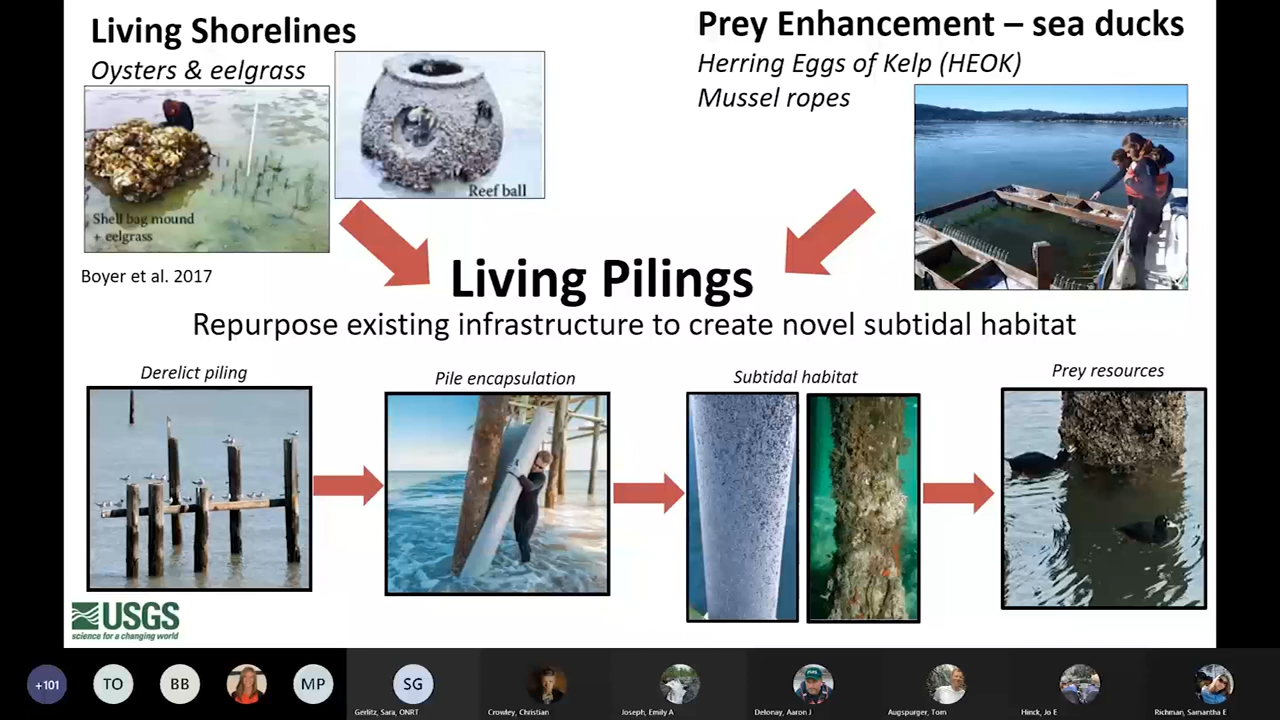 Living Shorelines
Oysters & eelgrass
Shell bag mound
+ eelgrass
Reef ball
Boyer et al. 2017
Prey Enhancement – sea ducks
Herring Eggs of Kelp (HEOK)
Mussel ropes
Living Pilings
Repurpose existing infrastructure to create novel subtidal habitat
Derelict piling
Pile encapsulation
Subtidal habitat
Prey resources
USGS
science for a changing world
+101
TO
BB
MP
SG
Gerlitz, Sara, ONRT
Crowley, Christian
Joseph, Emily A
Delonay, Aaron J
Augspurger, Tom
Hinck, Jo E
Richman, Samantha E